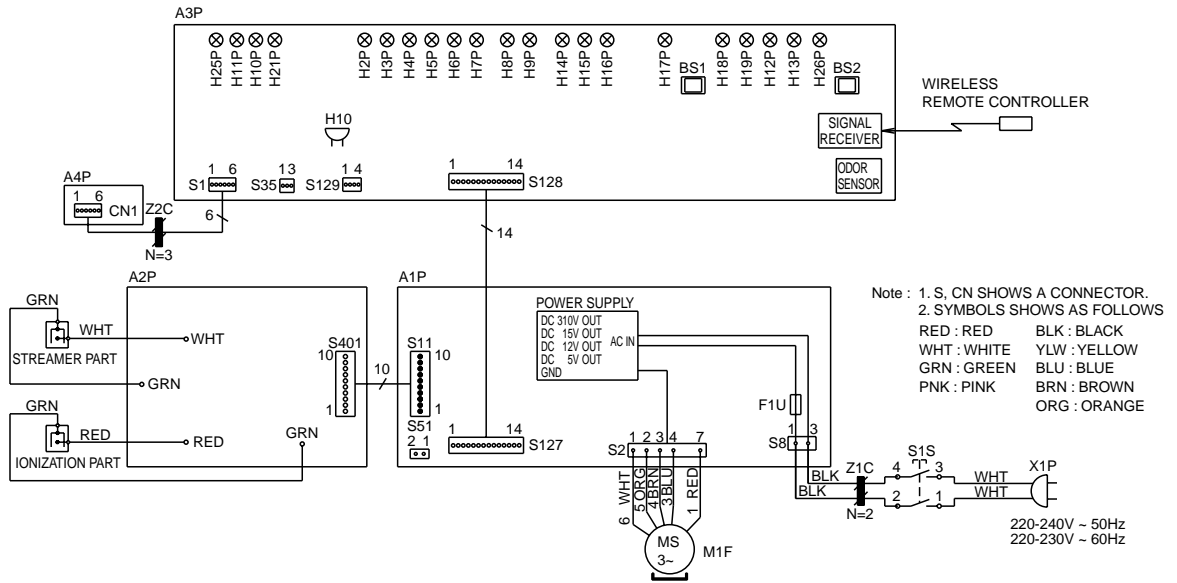 A3P
H25P H11P H10P H21P H2P H3P H4P H5P H6P H7P H8P H9P H14P H15P H16P H17P H18P H19P H12P H13P H26P
BS1
BS2
WIRELESS
REMOTE CONTROLLER
H10
SIGNAL
RECEIVER
ODOR
SENSOR
1 6
S1
1 3
S35
1 4
S129
1 14
S128
A4P
1 6
CN1
Z2C
N=3
6
14
A2P
GRN
WHT
STREAMER PART
WHT
GRN
GRN
RED
IONIZATION PART
RED
GRN
S401
10
1
10
A1P
S11
10
1
S51
2 1
1 14
S127
POWER SUPPLY
DC 310V OUT
DC 15V OUT
DC 12V OUT
DC 5V OUT
GND
AC IN
F1U
1 3
S8
S2
1 2 3 4 7
6 WHT
5 ORG
4 BRN
3 BLU
1 RED
MS
3~
M1F
BLK
BLK
Z1C
N=2
S1S
4 3
2 1
WHT
WHT
X1P
220-240V ~ 50Hz
220-230V ~ 60Hz
Note : 1. S, CN SHOWS A CONNECTOR.
2. SYMBOLS SHOWS AS FOLLOWS
RED : RED BLK : BLACK
WHT : WHITE YLW : YELLOW
GRN : GREEN BLU : BLUE
PNK : PINK BRN : BROWN
ORG : ORANGE